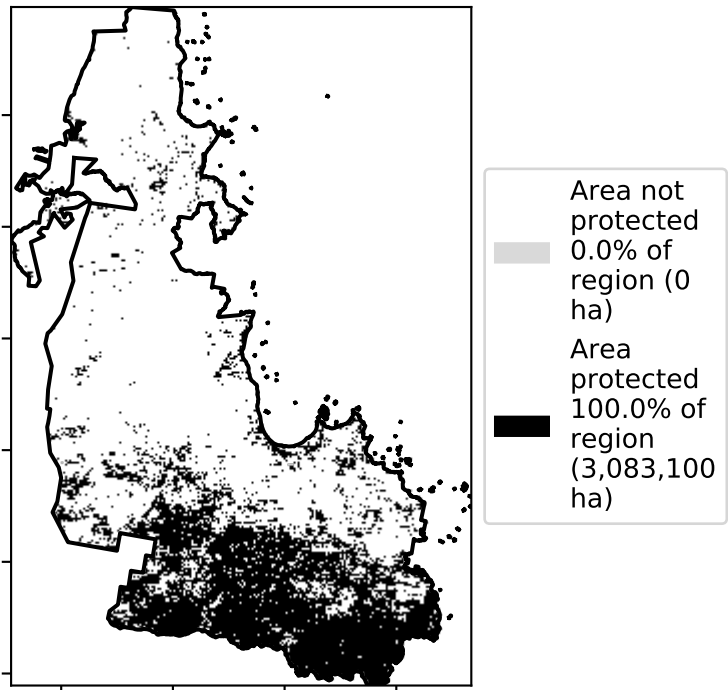 Area not
protected
0.0% of
region (0
ha)
Area
protected
100.0% of
region
(3,083,100
ha)